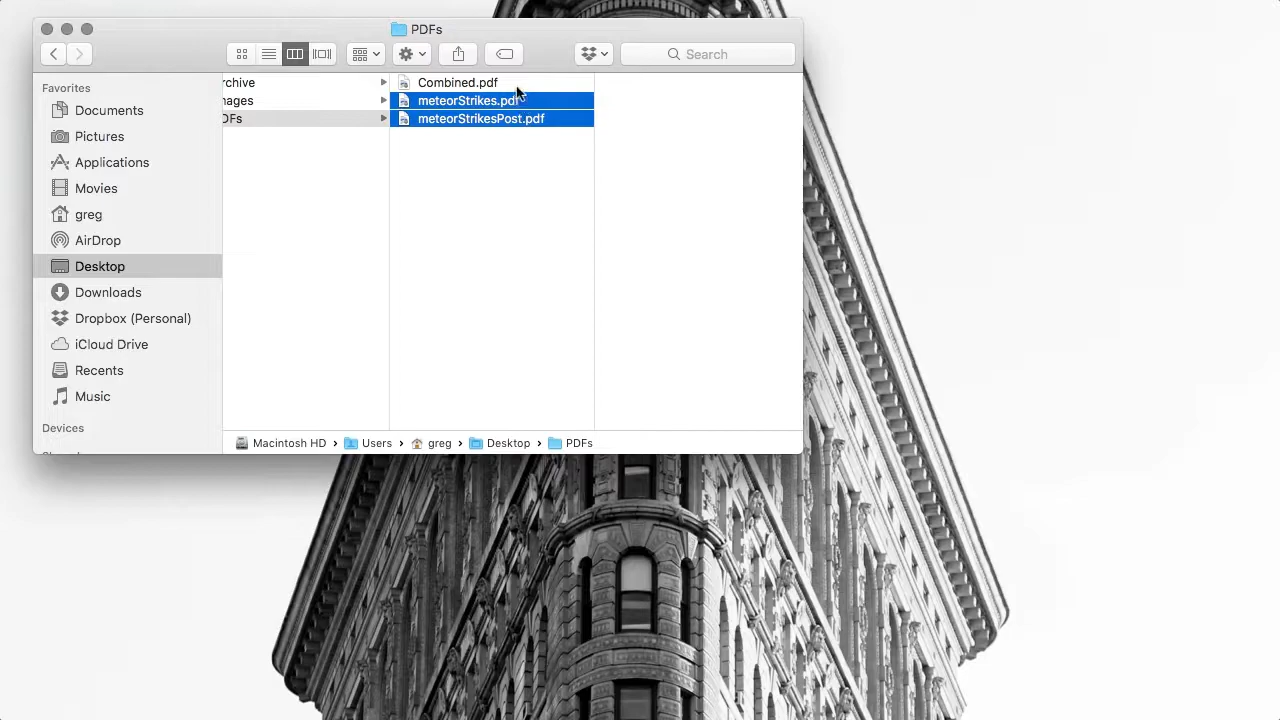 PDFs
Search
Favorites
Documents
Pictures
Applications
Movies
greg
AirDrop
Desktop
Downloads
Dropbox (Personal)
iCloud Drive
Recents
Music
Devices
rchive
nages
DFs
Combined.pdf
meteorStrikes.pdf
meteorStrikesPost.pdf
Macintosh HD › Users › greg › Desktop › PDFs